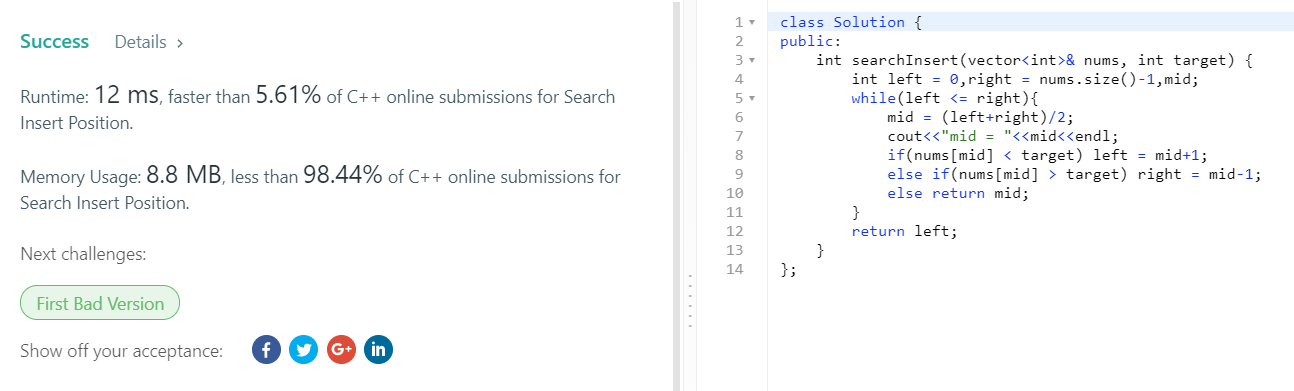 Success Details >
Runtime: 12 ms, faster than 5.61% of C++ online submissions for Search
Insert Position.
Memory Usage: 8.8 MB, less than 98.44% of C++ online submissions for
Search Insert Position.
Next challenges:
First Bad Version
Show off your acceptance: f G+ in
1 class Solution {
2 public:
3     int searchInsert(vector<int>& nums, int target) {
4         int left = 0,right = nums.size()-1,mid;
5         while(left <= right){
6             mid = (left+right)/2;
7             cout<<"mid = "<<mid<<endl;
8             if(nums[mid] < target) left = mid+1;
9             else if(nums[mid] > target) right = mid-1;
10             else return mid;
11         }
12         return left;
13     }
14 };